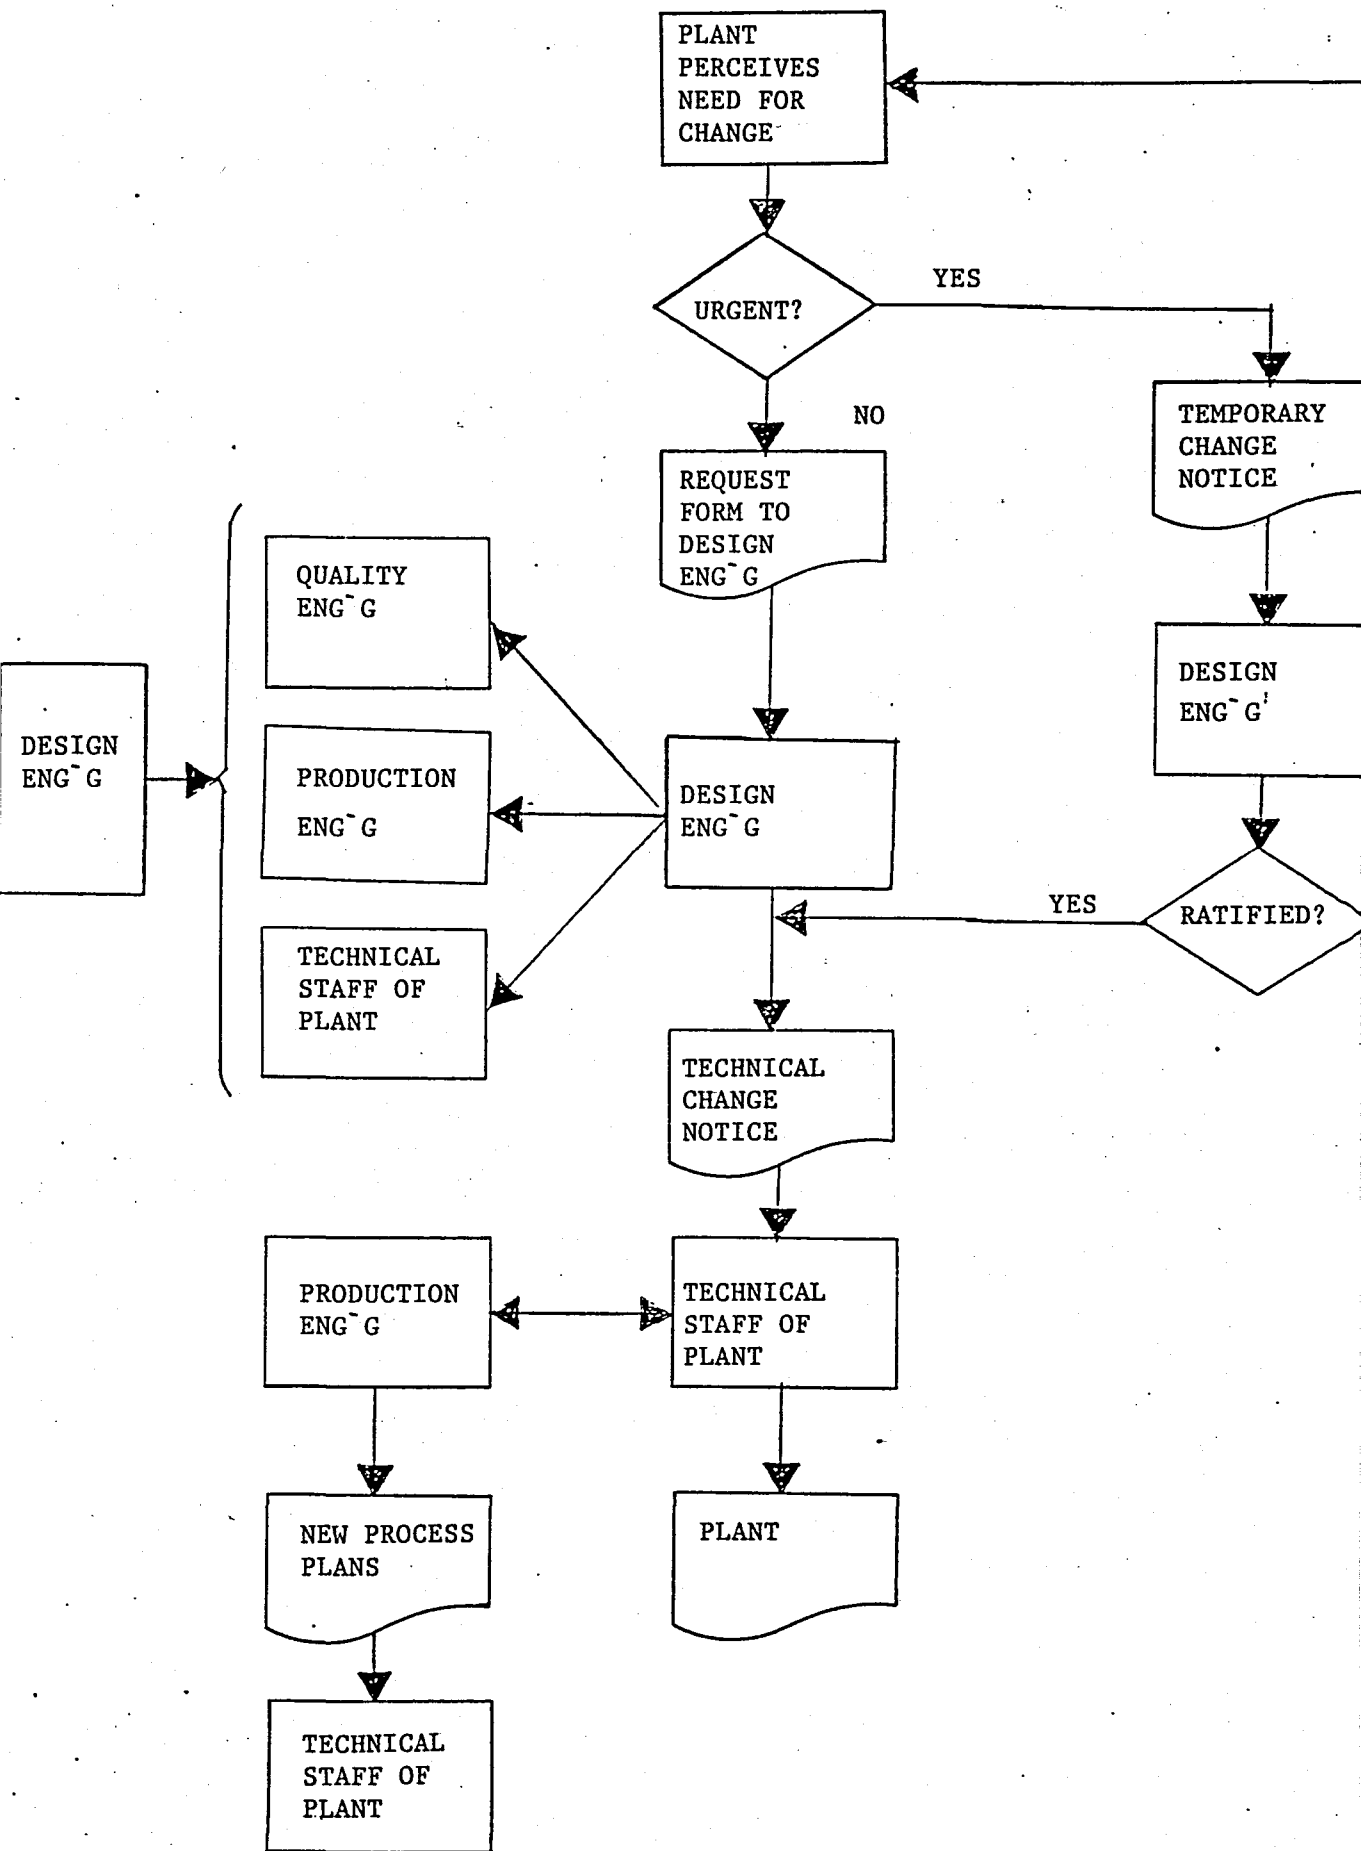 PLANT
PERCEIVES
NEED FOR
CHANGE
URGENT?
YES
NO
TEMPORARY
CHANGE
NOTICE
REQUEST
FORM TO
DESIGN
ENG-G
QUALITY
ENG-G
DESIGN
ENG-G
DESIGN
ENG-G
PRODUCTION
ENG-G
DESIGN
ENG-G
YES
RATIFIED?
TECHNICAL
STAFF OF
PLANT
TECHNICAL
CHANGE
NOTICE
PRODUCTION
ENG-G
TECHNICAL
STAFF OF
PLANT
NEW PROCESS
PLANS
PLANT
TECHNICAL
STAFF OF
PLANT